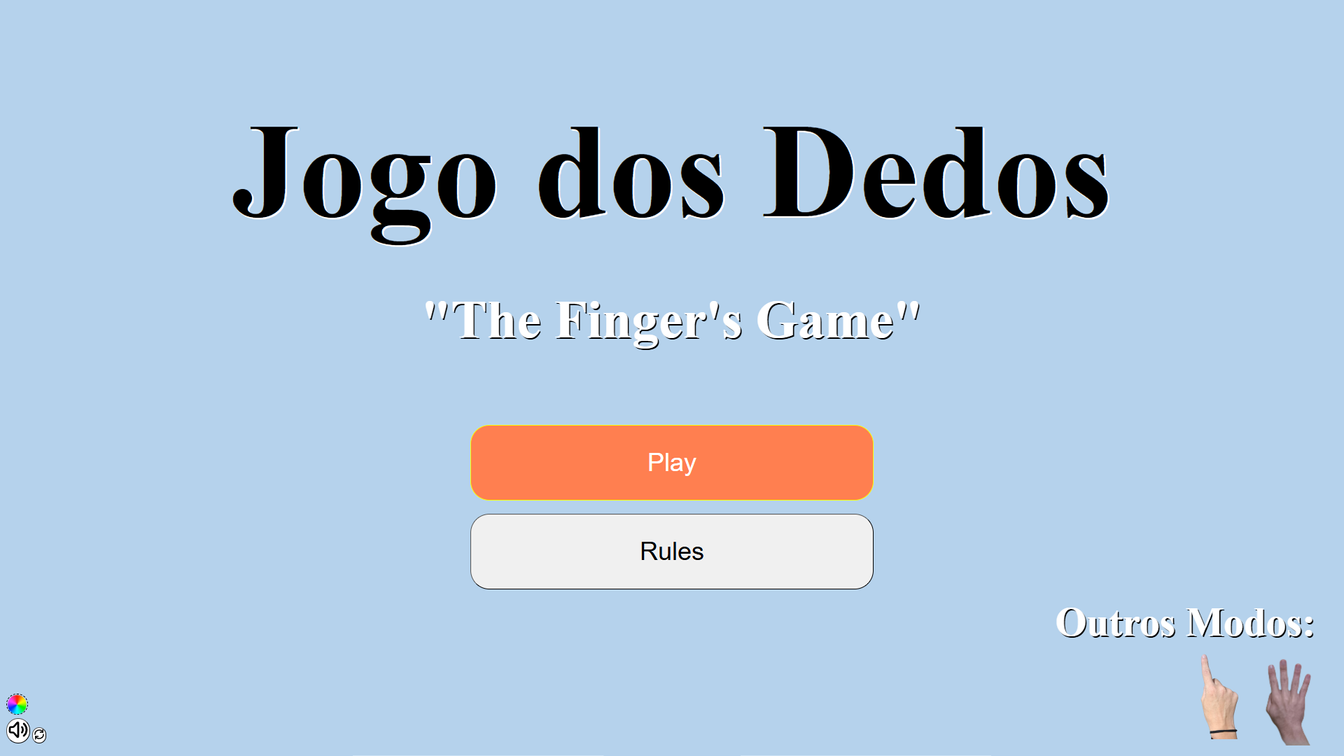 Jogo dos Dedos
"The Finger's Game"
Play
Rules
Outros Modos: